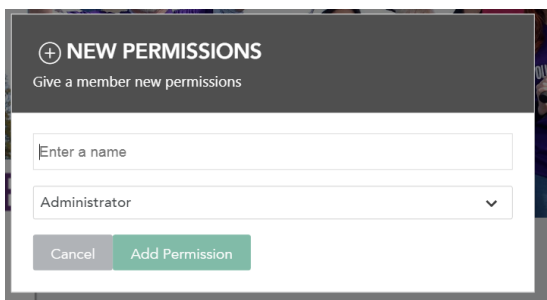 NEW PERMISSIONS
Give a member new permissions
Enter a name
Administrator
Cancel
Add Permission